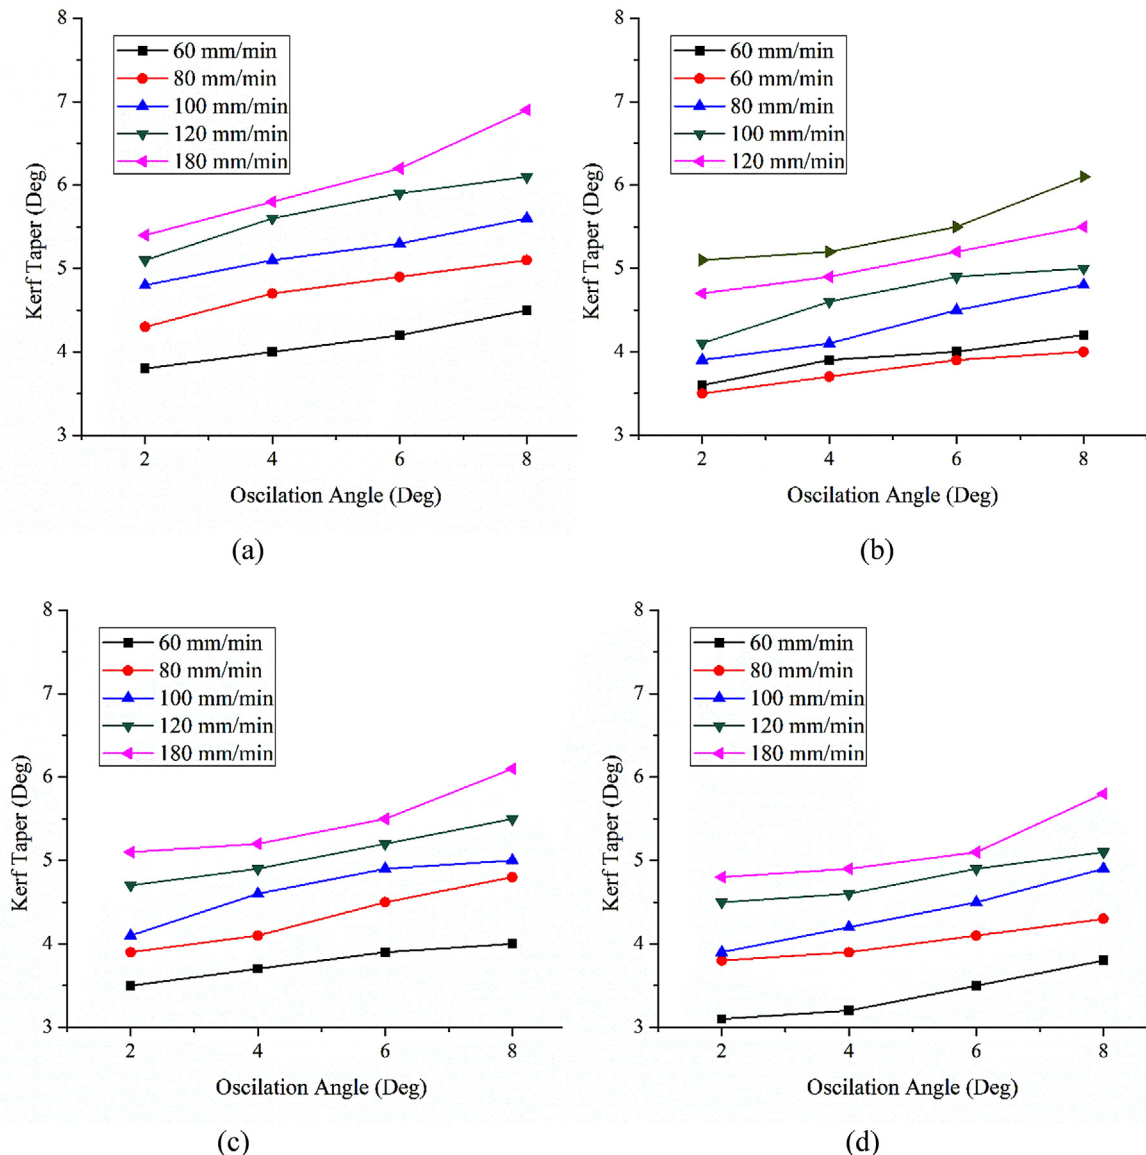 8
7
6
5
4
3
Kerf Taper (Deg)
60 mm/min
80 mm/min
100 mm/min
120 mm/min
180 mm/min
2 4 6 8
Oscilation Angle (Deg)
(a)
8
7
6
5
4
3
Kerf Taper (Deg)
60 mm/min
60 mm/min
80 mm/min
100 mm/min
120 mm/min
2 4 6 8
Oscilation Angle (Deg)
(b)
8
7
6
5
4
3
Kerf Taper (Deg)
60 mm/min
80 mm/min
100 mm/min
120 mm/min
180 mm/min
2 4 6 8
Oscilation Angle (Deg)
(c)
8
7
6
5
4
3
Kerf Taper (Deg)
60 mm/min
80 mm/min
100 mm/min
120 mm/min
180 mm/min
2 4 6 8
Oscilation Angle (Deg)
(d)